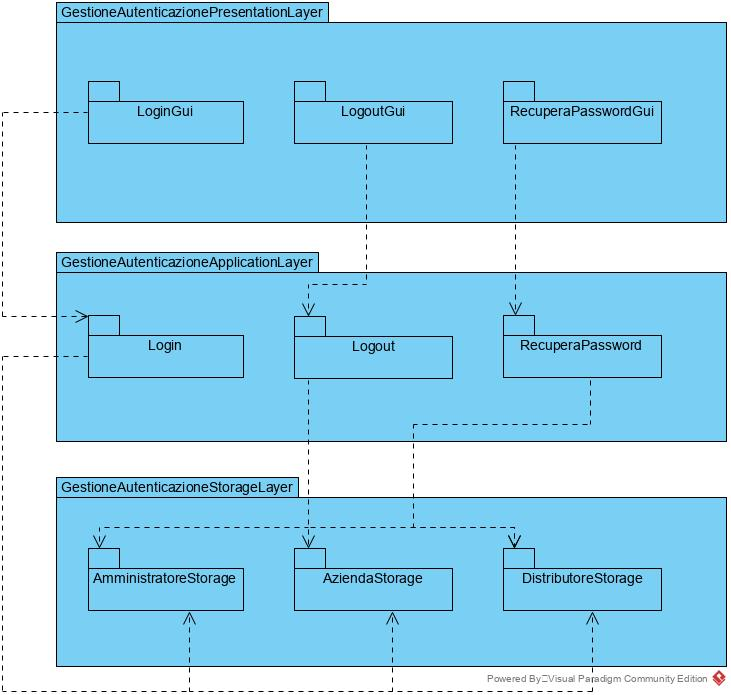 GestioneAutenticazionePresentationLayer
LoginGui
LogoutGui
RecuperaPasswordGui
GestioneAutenticazioneApplicationLayer
Login
Logout
RecuperaPassword
GestioneAutenticazioneStorageLayer
AmministratoreStorage
AziendaStorage
DistributoreStorage
Powered By Visual Paradigm Community Edition